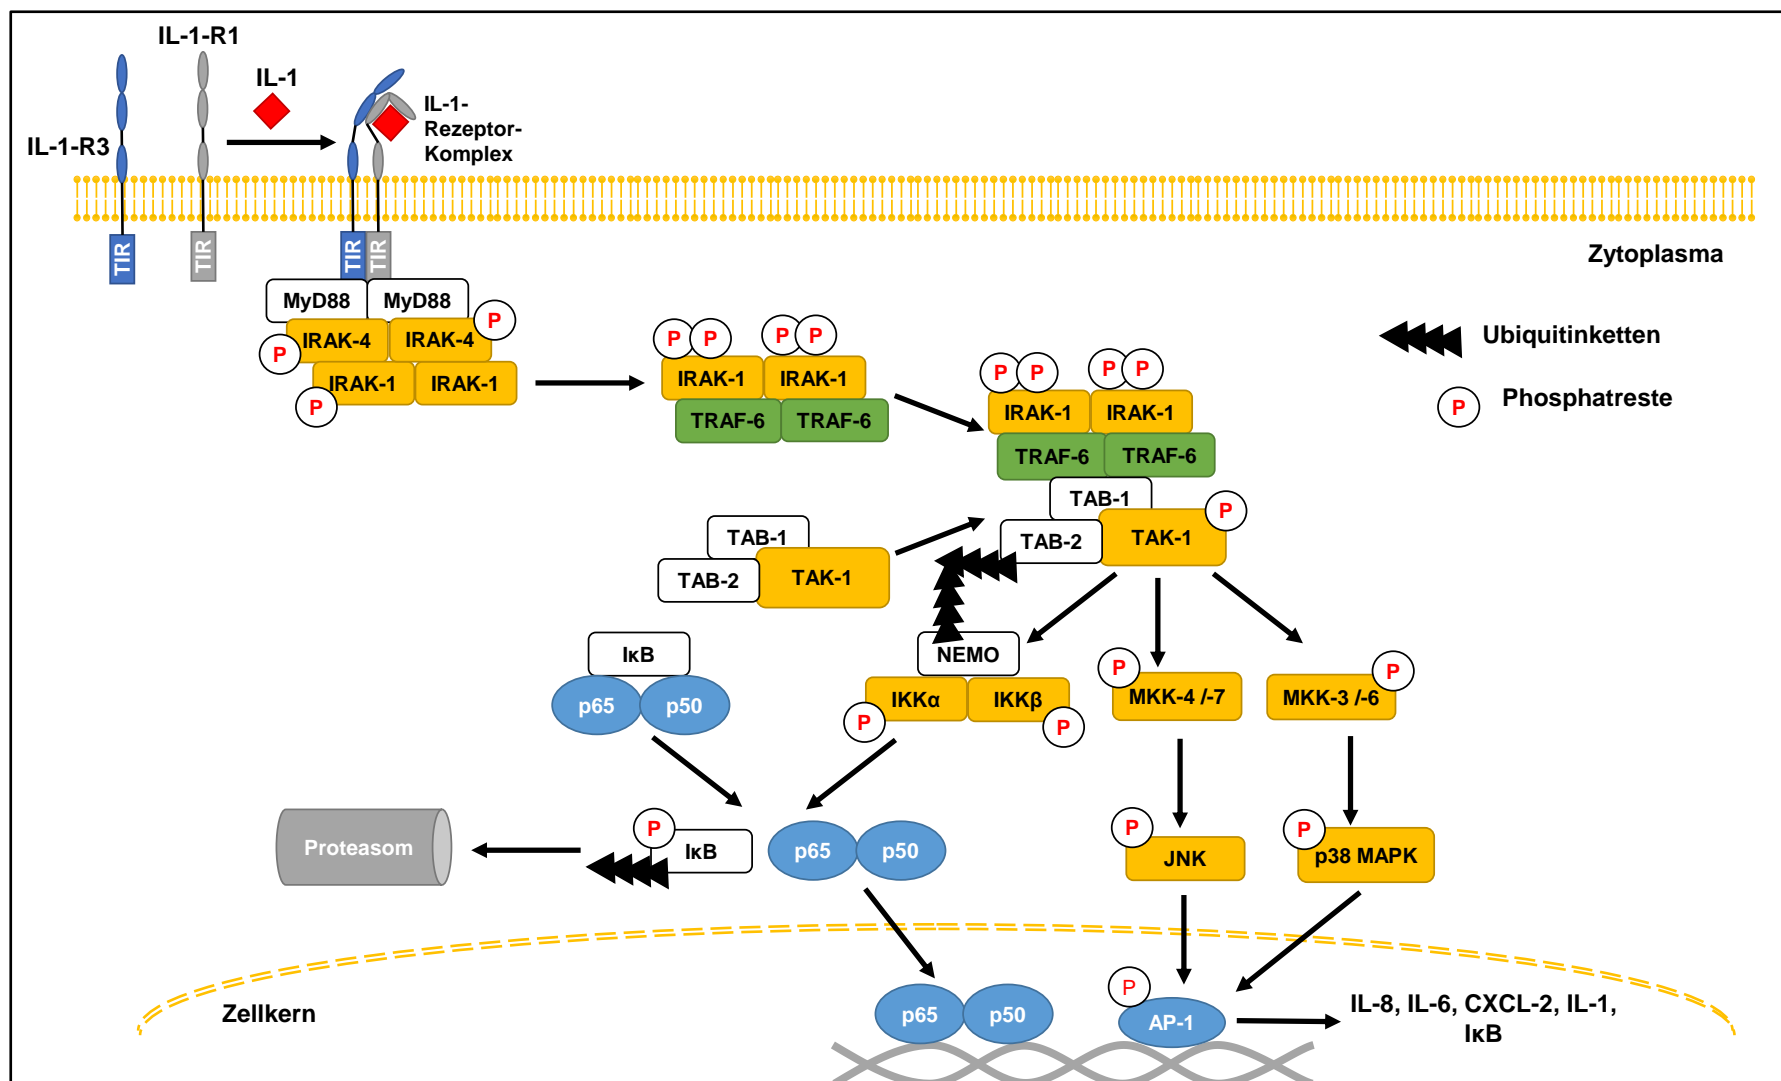 IL-1-R1
IL-1
IL-1-
Rezeptor-
Komplex
IL-1-R3
TIR
TIR
TIR
TIR
Zytoplasma
MyD88
MyD88
IRAK-4
IRAK-4
P
P
IRAK-1
IRAK-1
P
P
P
P
P
IRAK-1
IRAK-1
TRAF-6
TRAF-6
P
P
P
P
IRAK-1
IRAK-1
TRAF-6
TRAF-6
Ubiquitinketten
P
Phosphatreste
TAB-1
TAB-2
TAK-1
TAB-1
P
TAB-2
TAK-1
IκB
p65
p50
NEMO
IKKα
IKKβ
P
P
P
MKK-4 /-7
P
MKK-3 /-6
Proteasom
P
IκB
p65
p50
P
JNK
P
p38 MAPK
Zellkern
p65
p50
P
AP-1
IL-8, IL-6, CXCL-2, IL-1,
IκB